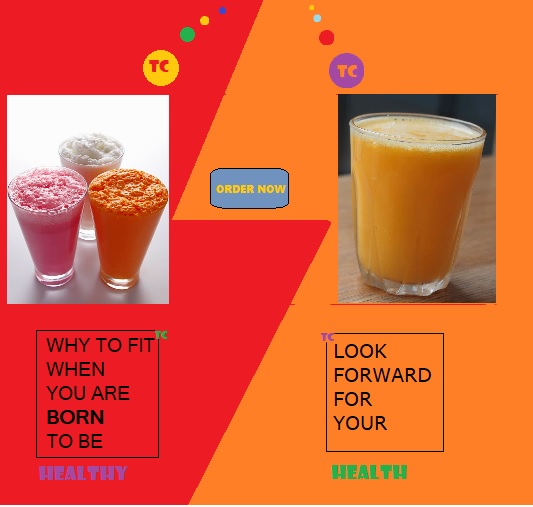 TC
TC
ORDER NOW
TC
WHY TO FIT
WHEN
YOU ARE
BORN
TO BE
HEALTHY
TC
LOOK
FORWARD
FOR
YOUR
HEALTH